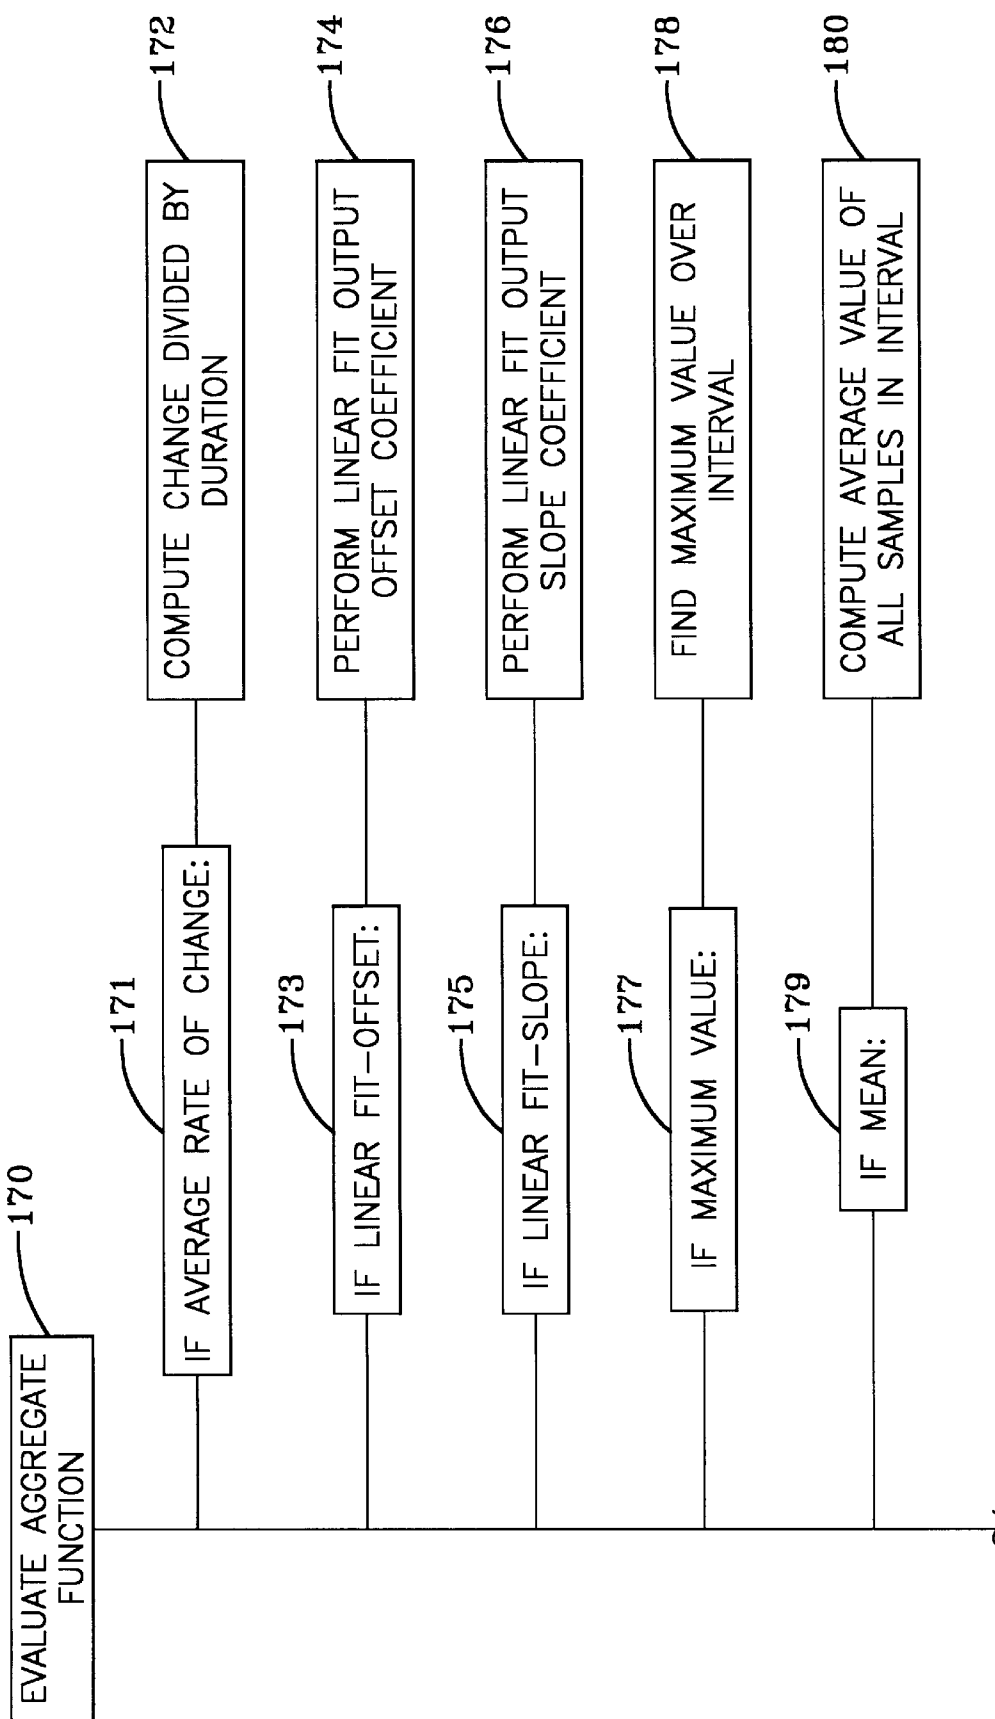 170
EVALUATE AGGREGATE
FUNCTION
171
IF AVERAGE RATE OF CHANGE:
172
COMPUTE CHANGE DIVIDED BY
DURATION
173
IF LINEAR FIT-OFFSET:
174
PERFORM LINEAR FIT OUTPUT
OFFSET COEFFICIENT
175
IF LINEAR FIT-SLOPE:
176
PERFORM LINEAR FIT OUTPUT
SLOPE COEFFICIENT
177
IF MAXIMUM VALUE:
178
FIND MAXIMUM VALUE OVER
INTERVAL
179
IF MEAN:
180
COMPUTE AVERAGE VALUE OF
ALL SAMPLES IN INTERVAL